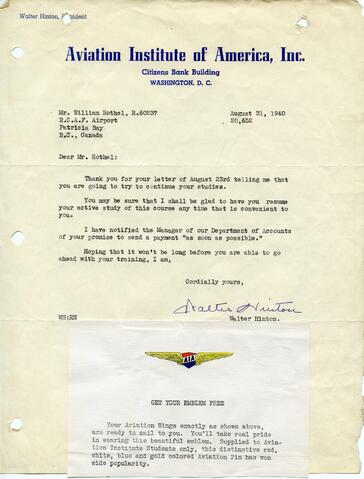 Walter Hinton, President
Aviation Institute of America, Inc.
Citizens Bank Building
WASHINGTON, D. C.
Mr. William Rothel, R.60237
August 31, 1940
R.C.A.F. Airport
20,652
Patricia Bay
B.C., Canada
Dear Mr. Rothel:
Thank you for your letter of August 23rd telling me that
you are going to try to continue your studies.
You may be sure that I shall be glad to have you resume
your active study of this course any time that is convenient to
you.
I have notified the Manager of our Department of Accounts
of your promise to send a payment "as soon as possible."
Hoping that it won't be long before you are able to go
ahead with your training, I am,
Cordially yours,
Walter Hinton
WH:RN
Walter Hinton.
AIA
GET YOUR EMBLEM FREE
Your Aviation Wings exactly as shown above,
are ready to mail to you. You'll take real pride
in wearing this beautiful emblem. Supplied to Avia-
tion Institute Students only, this distinctive red,
white, blue and gold colored Aviation Pin has won
wide popularity.